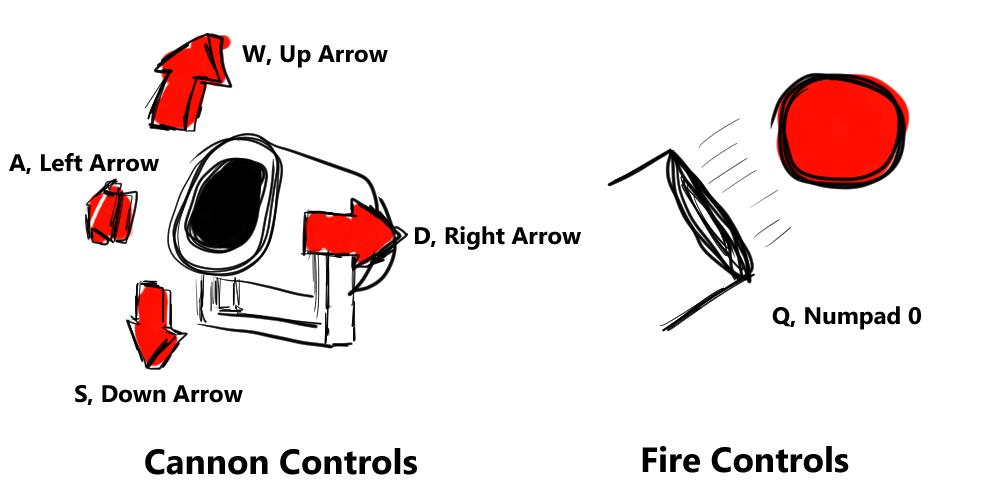 W, Up Arrow
A, Left Arrow
D, Right Arrow
S, Down Arrow
Cannon Controls
Q, Numpad 0
Fire Controls